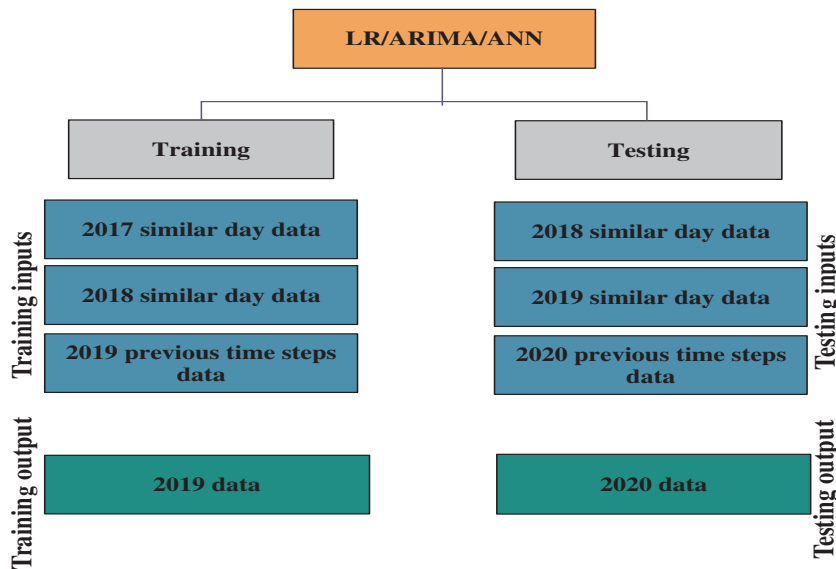 LR/ARIMA/ANN
Training
Testing
Training inputs
2017 similar day data
2018 similar day data
2019 previous time steps
data
2018 similar day data
2019 similar day data
2020 previous time steps
data
Testing inputs
Training output
2019 data
2020 data
Testing output